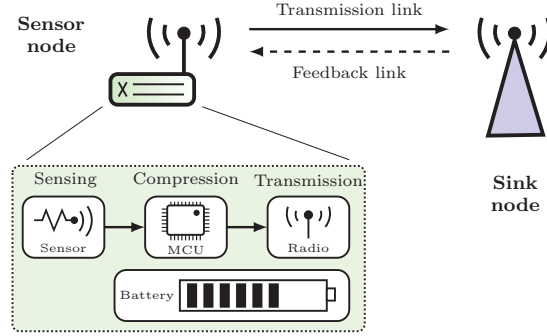 Sensor
node
Transmission link
Feedback link
Sink
node
Sensing
Compression
Transmission
Sensor
MCU
Radio
Battery